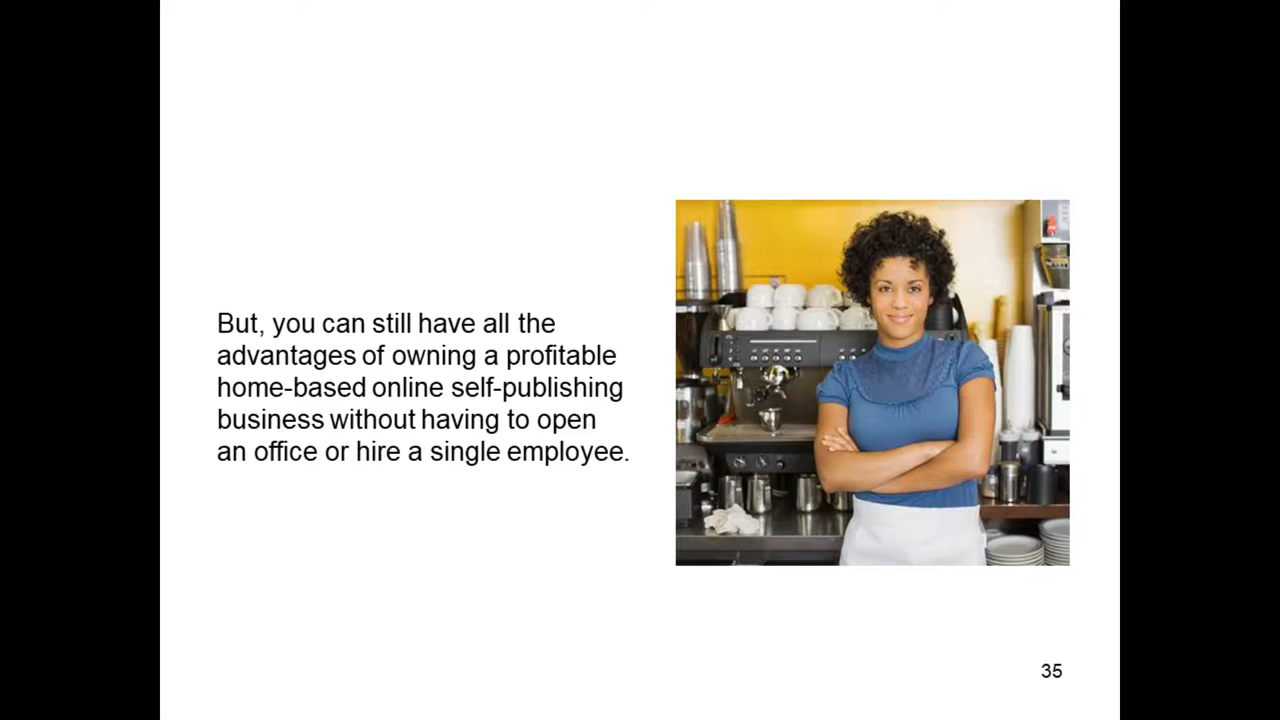 But, you can still have all the
advantages of owning a profitable
home-based online self-publishing
business without having to open
an office or hire a single employee.
35